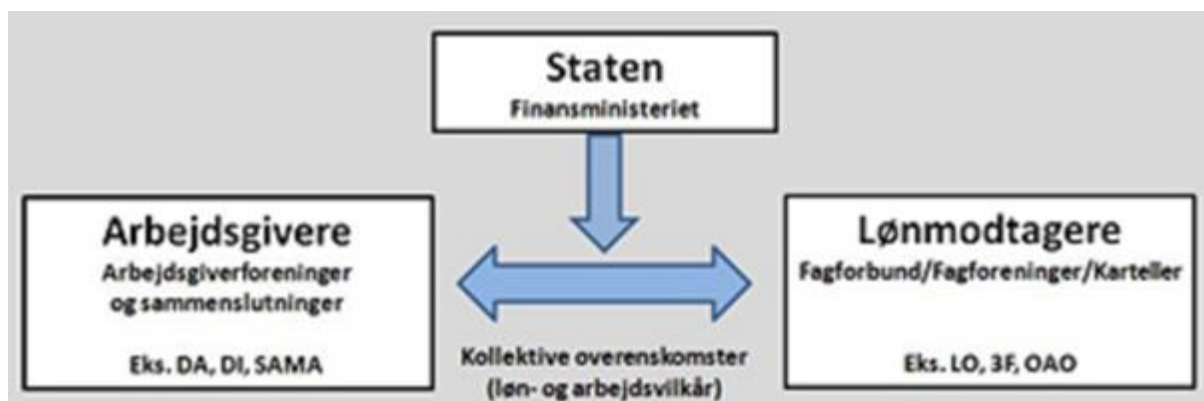 Staten
Finansministeriet
Arbejdsgivere
Arbejdsgiverforeninger
og sammenslutninger
Eks. DA, DI, SAMA
Kollektive overenskomster
(løn- og arbejdsvilkår)
Lønmodtagere
Fagforbund/Fagforeninger/Karteller
Eks. LO, 3F, OAO